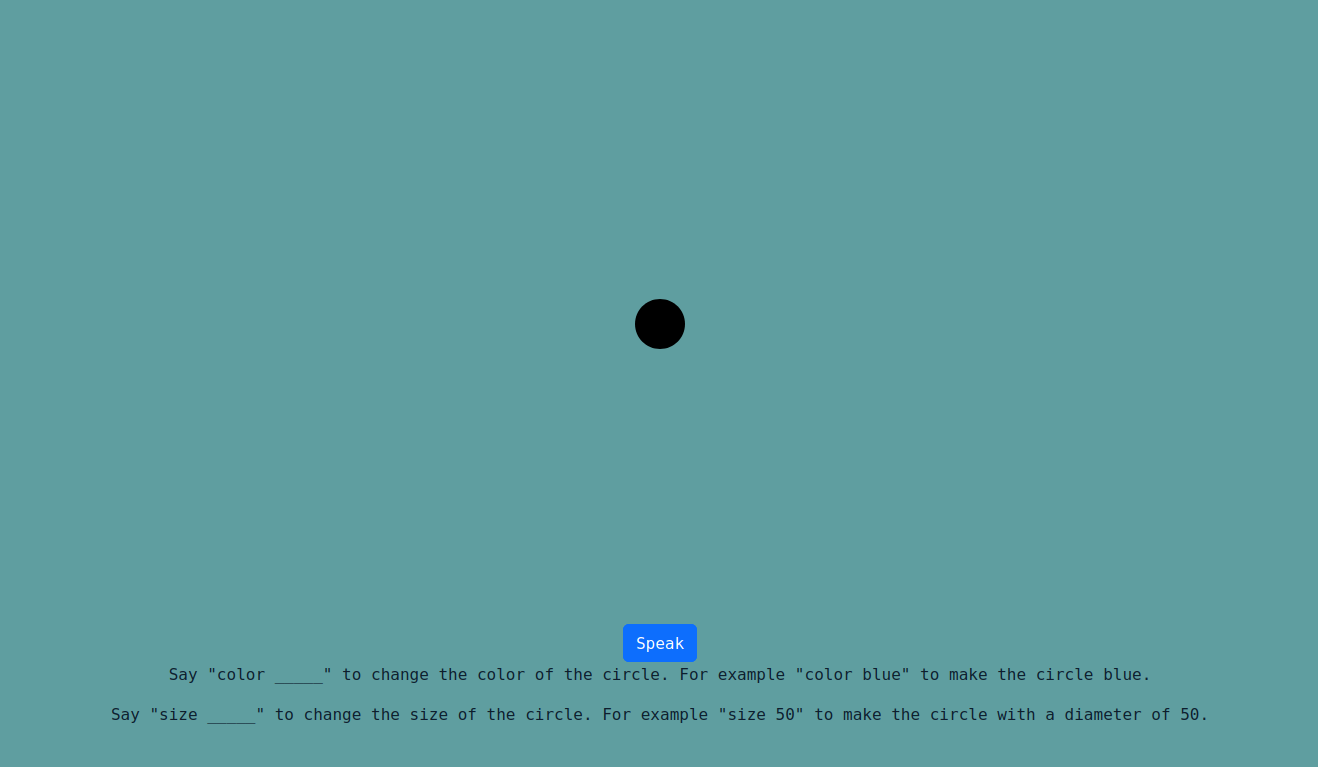 Speak
Say "color _____" to change the color of the circle. For example "color blue" to make the circle blue.
Say "size _____" to change the size of the circle. For example "size 50" to make the circle with a diameter of 50.